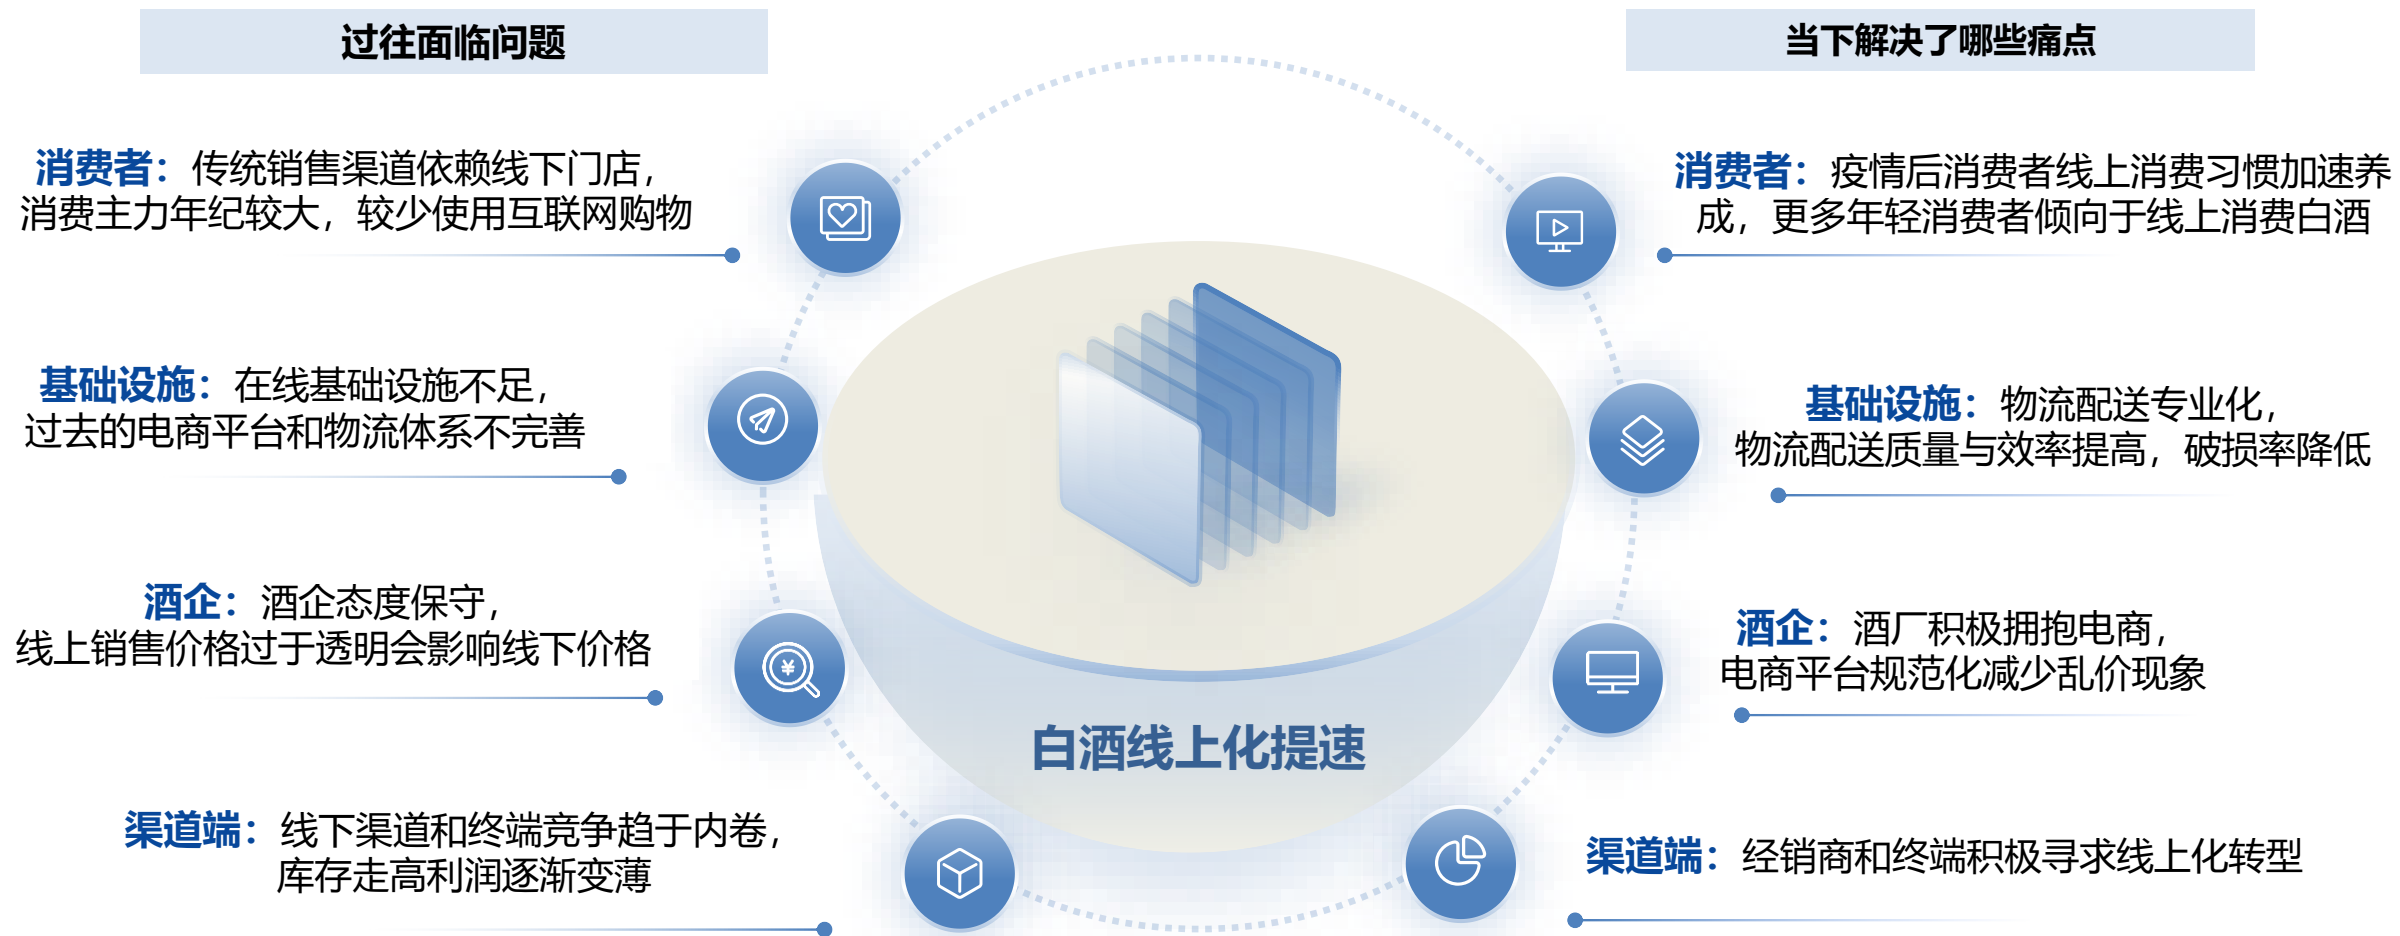 过往面临问题
消费者：传统销售渠道依赖线下门店，
消费主力年纪较大，较少使用互联网购物
基础设施：在线基础设施不足，
过去的电商平台和物流体系不完善
酒企：酒企态度保守，
线上销售价格过于透明会影响线下价格
渠道端：线下渠道和终端竞争趋于内卷，
库存走高利润逐渐变薄
¥
白酒线上化提速
当下解决了哪些痛点
消费者：疫情后消费者线上消费习惯加速养
成，更多年轻消费者倾向于线上消费白酒
基础设施：物流配送专业化，
物流配送质量与效率提高，破损率降低
酒企：酒厂积极拥抱电商，
电商平台规范化减少乱价现象
渠道端：经销商和终端积极寻求线上化转型